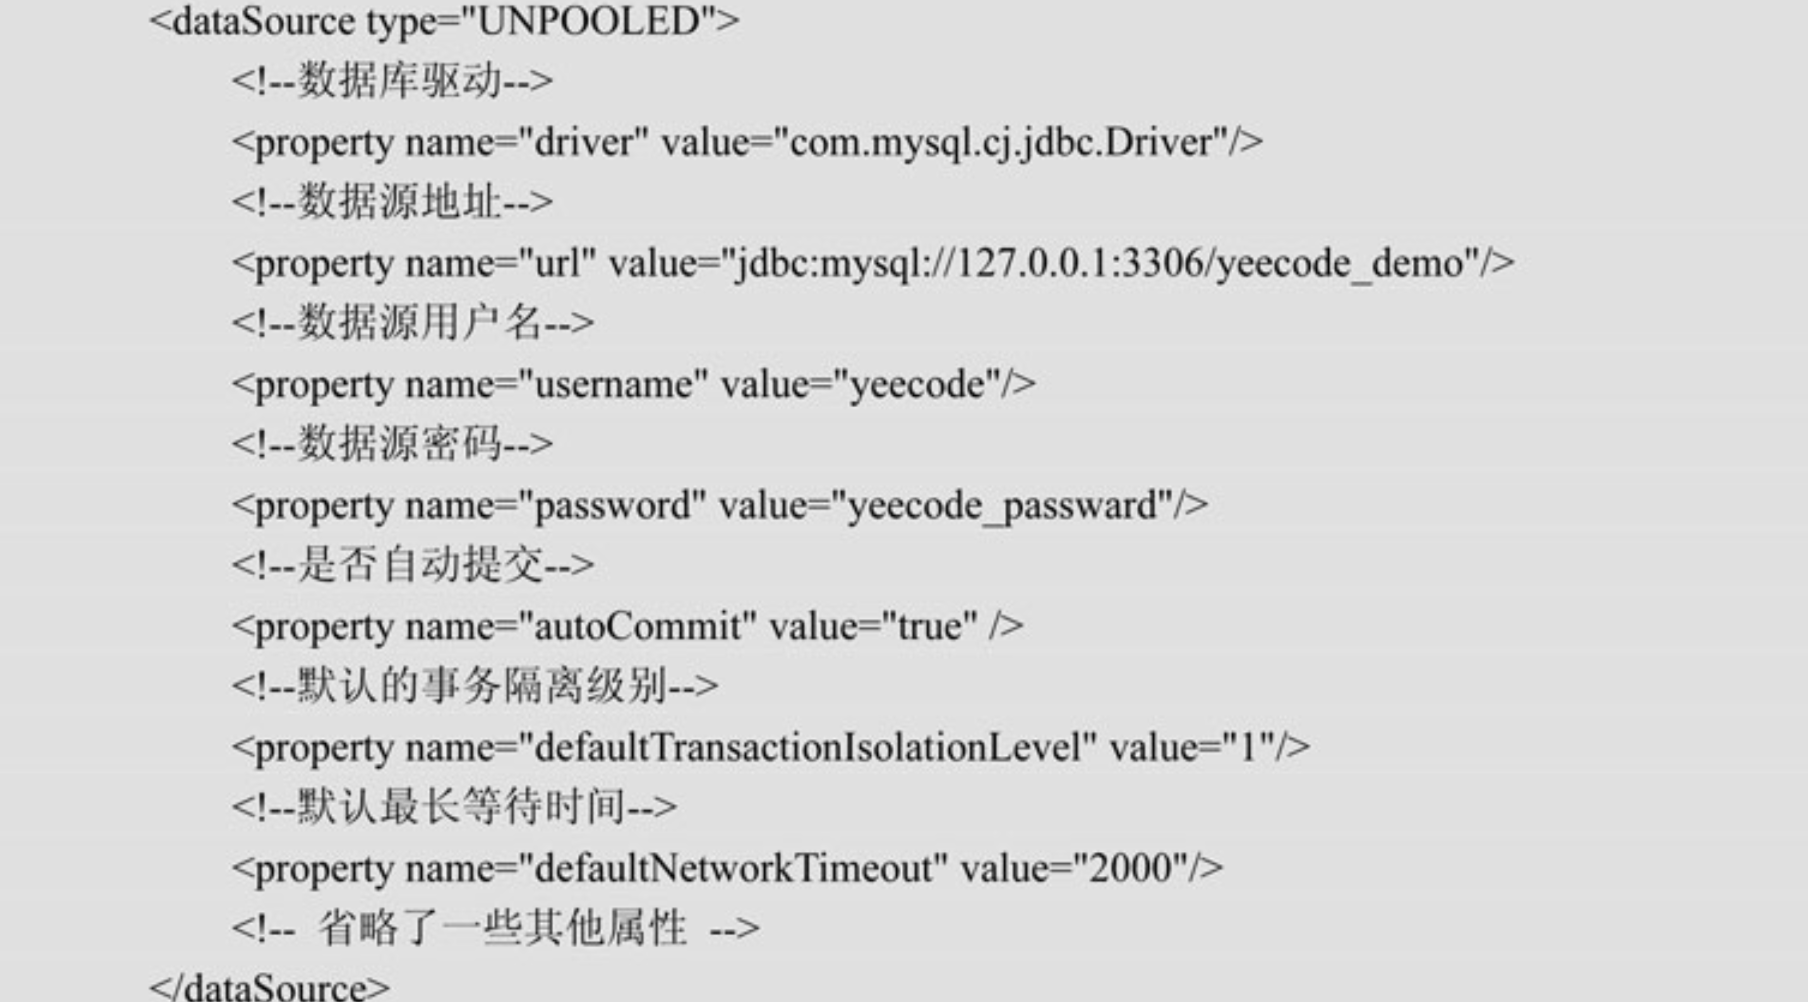 <dataSource type="UNPOOLED">
<!--数据库驱动-->
<property name="driver" value="com.mysql.cj.jdbc.Driver"/>
<!--数据源地址-->
<property name="url" value="jdbc:mysql://127.0.0.1:3306/yeecode_demo"/>
<!--数据源用户名-->
<property name="username" value="yeecode"/>
<!--数据源密码-->
<property name="password" value="yeecode_passward"/>
<!--是否自动提交-->
<property name="autoCommit" value="true" />
<!--默认的事务隔离级别-->
<property name="defaultTransactionIsolationLevel" value="1"/>
<!--默认最长等待时间-->
<property name="defaultNetworkTimeout" value="2000"/>
<!-- 省略了一些其他属性 -->
</dataSource>